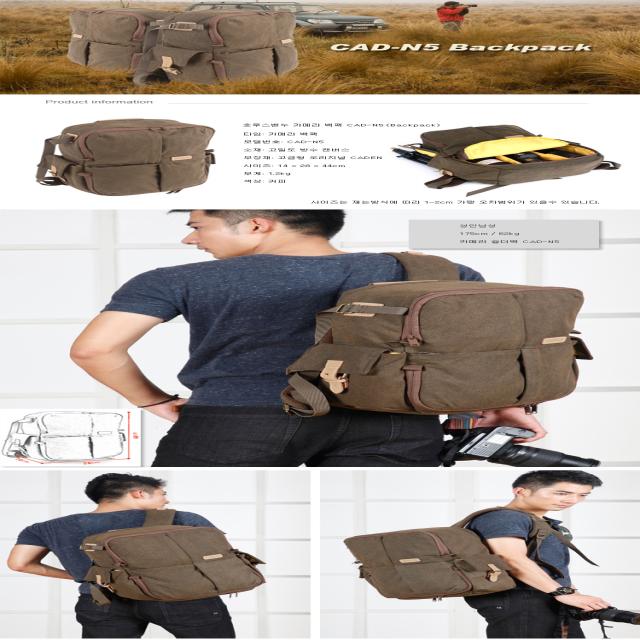 CAD-N5 Backpack
Product Information
호루스벤누 카메라 백팩 CAD-N5(Backpack)
타입: 카메라 백팩
모델번호: CAD-N5
소재: 고밀도 방수 캔버스
부장재: 고급형 오리지널 CADEN
사이즈: 14 × 26 × 44cm
무게: 1.2kg
색상: 커피
사이즈는 재는방식에 따라 1~2cm 가량 오차범위가 있을수 있습니다.
성인남성
175cm / 62kg
카메라 숄더백 CAD-N5